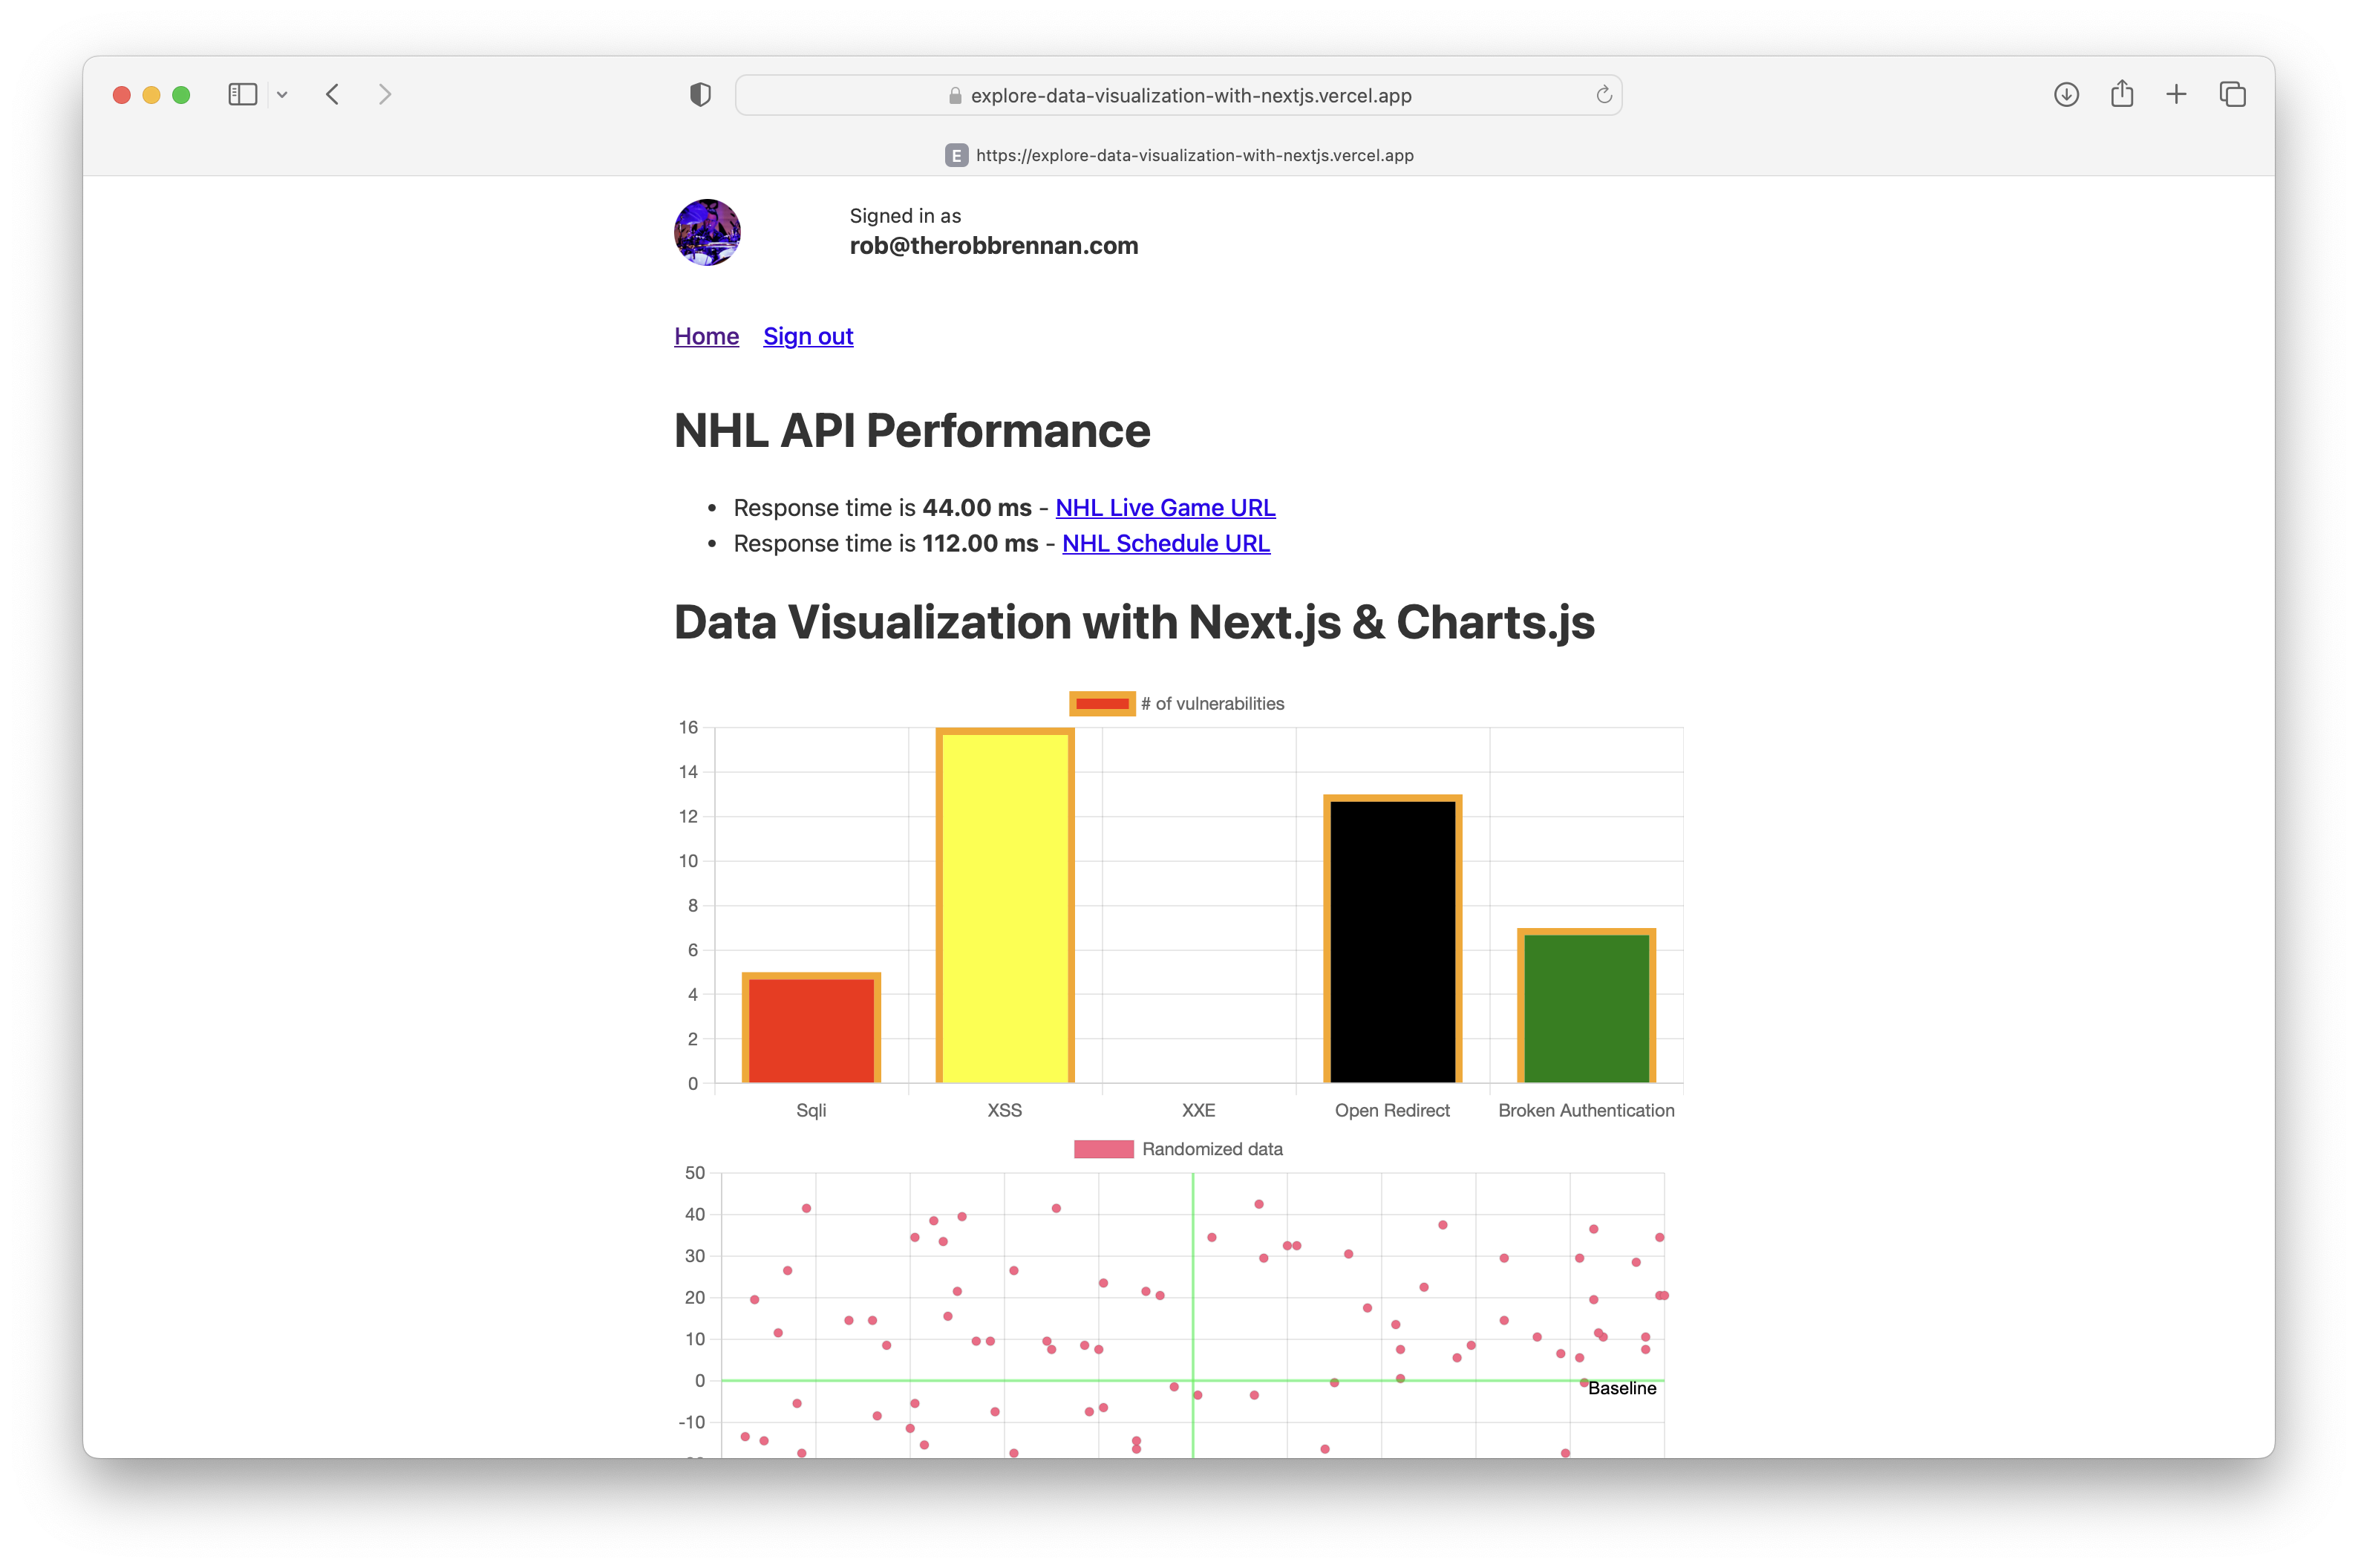 explore-data-visualization-with-nextjs.vercel.app
E https://explore-data-visualization-with-nextjs.vercel.app
Signed in as
rob@therobbrennan.com
Home Sign out
NHL API Performance
• Response time is 44.00 ms - NHL Live Game URL
• Response time is 112.00 ms - NHL Schedule URL
Data Visualization with Next.js & Charts.js
# of vulnerabilities
16
14
12
10
8
6
4
2
0
Sqli XSS XXE Open Redirect Broken Authentication
Randomized data
50
40
30
20
10
0
Baseline
-10